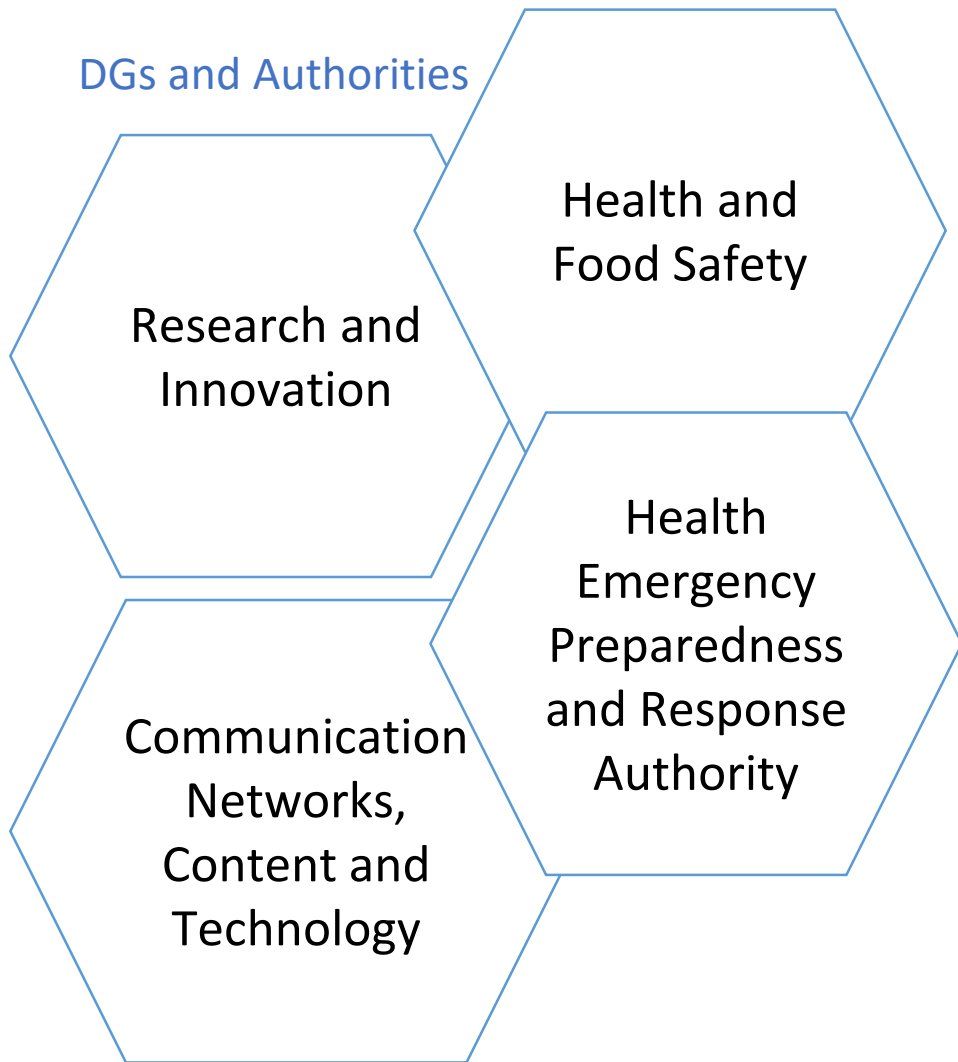 DGs and Authorities
Health and
Food Safety
Research and
Innovation
Health
Emergency
Preparedness
and Response
Authority
Communication
Networks,
Content and
Technology